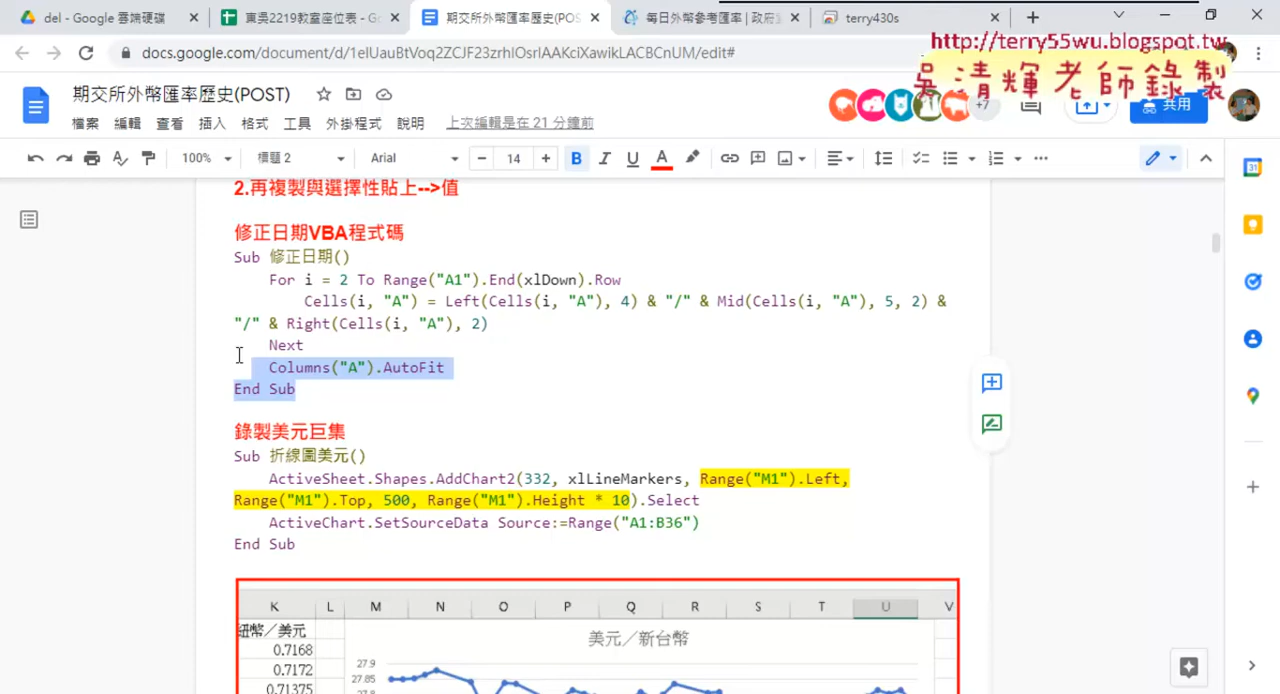 del - Google 雲端硬碟
東吳2219教室座位表 - Go
期交所外幣匯率歷史(POS
每日外幣參考匯率 | 政府
terry430s
docs.google.com/document/d/1elUauBtVoq2ZCJF23zrhIOsrIAAKciXawikLACBCnUM/edit#
http://terry55wu.blogspot.tw
吳清輝老師錄製
期交所外幣匯率歷史(POST)
+7
共用
檔案 編輯 查看 插入 格式 工具 外掛程式 說明 上次編輯是在 21 分鐘前
100% 標題 2 Arial 14 B I U A
2.再複製與選擇性貼上-->值
修正日期VBA程式碼
Sub 修正日期()
For i = 2 To Range("A1").End(xlDown).Row
Cells(i, "A") = Left(Cells(i, "A"), 4) & "/" & Mid(Cells(i, "A"), 5, 2) &
"/" & Right(Cells(i, "A"), 2)
Next
Columns("A").AutoFit
End Sub
錄製美元巨集
Sub 折線圖美元()
ActiveSheet.Shapes.AddChart2(332, xlLineMarkers, Range("M1").Left,
Range("M1").Top, 500, Range("M1").Height * 10).Select
ActiveChart.SetSourceData Source:=Range("A1:B36")
End Sub
K L M N O P Q R S T U V
紐幣／美元
美元／新台幣
0.7168
27.9
0.7172
27.85
0.71375
27.8